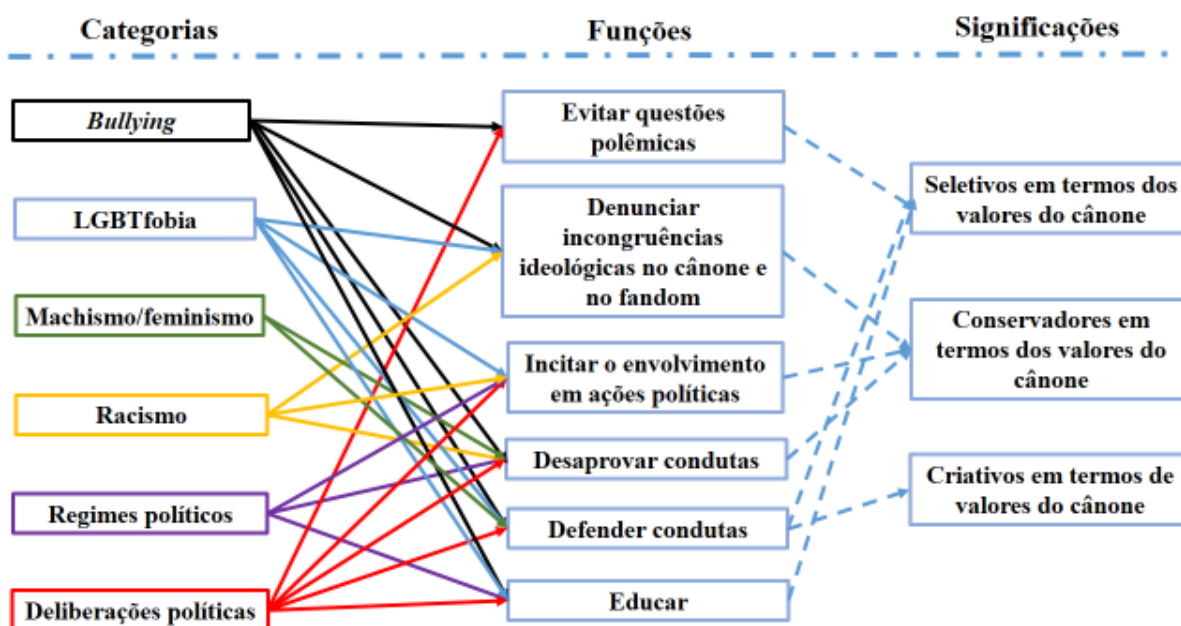 Categorias
Funções
Significações
Bullying
LGBTfobia
Machismo/feminismo
Racismo
Regimes políticos
Deliberações políticas
Evitar questões
polêmicas
Denunciar
incongruências
ideológicas no cânone e
no fandom
Incitar o envolvimento
em ações políticas
Desaprovar condutas
Defender condutas
Educar
Seletivos em termos dos
valores do cânone
Conservadores em
termos dos valores do
cânone
Criativos em termos de
valores do cânone